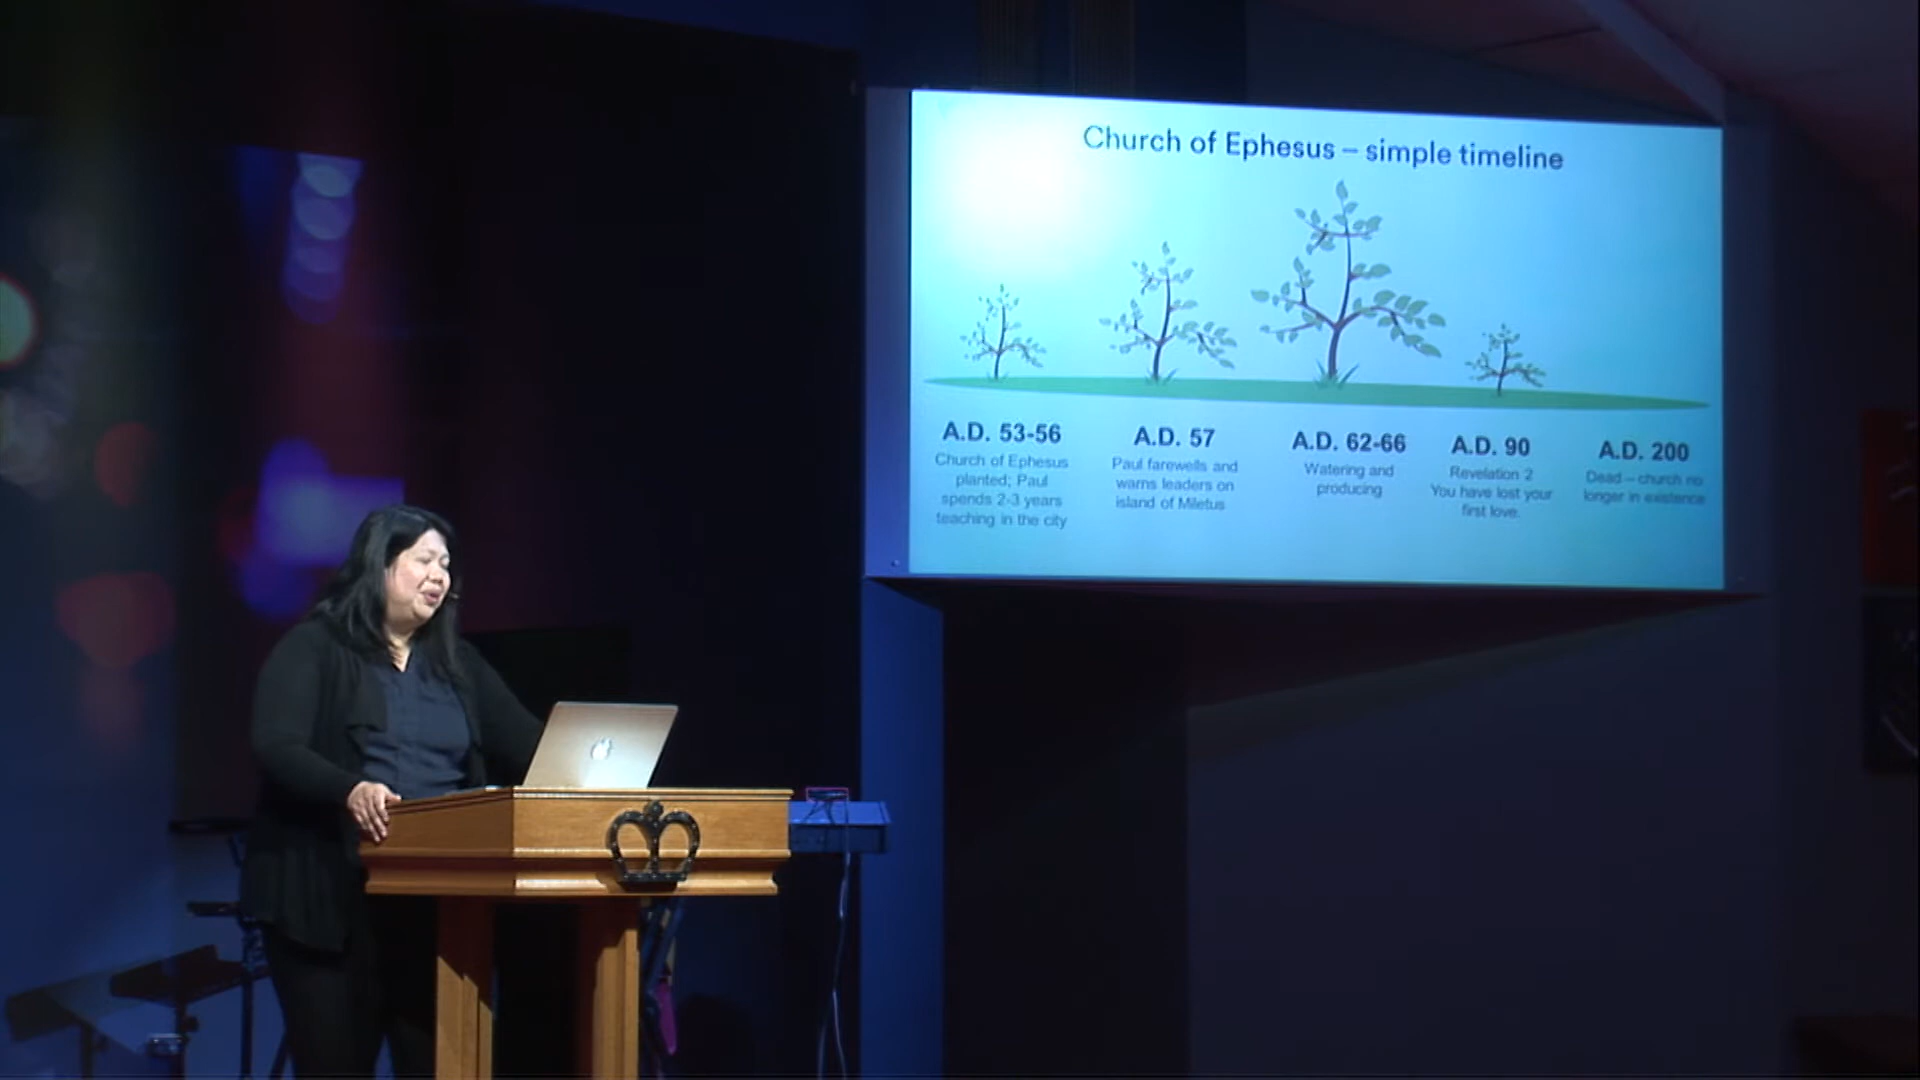 Church of Ephesus – simple timeline
A.D. 53-56
Church of Ephesus
planted; Paul
spends 2-3 years
teaching in the city
A.D. 57
Paul farewells and
warns leaders on
island of Miletus
A.D. 62-66
Watering and
producing
A.D. 90
Revelation 2
You have lost your
first love.
A.D. 200
Dead – church no
longer in existence